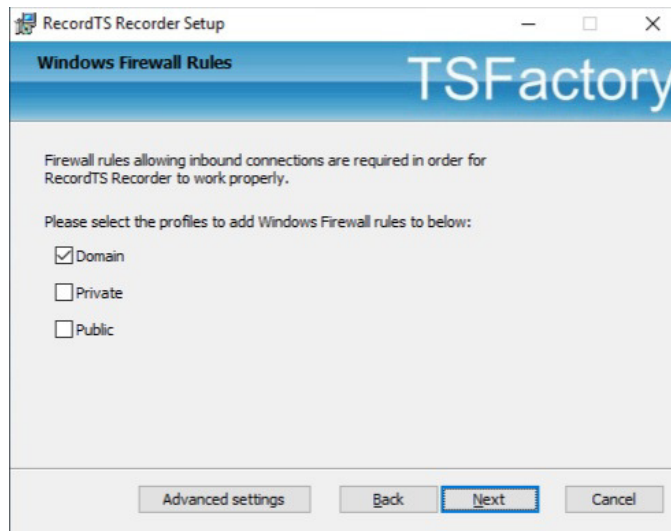 RecordTS Recorder Setup
Windows Firewall Rules
TSFactory
Firewall rules allowing inbound connections are required in order for
RecordTS Recorder to work properly.
Please select the profiles to add Windows Firewall rules to below:
Domain
Private
Public
Advanced settings
Back
Next
Cancel